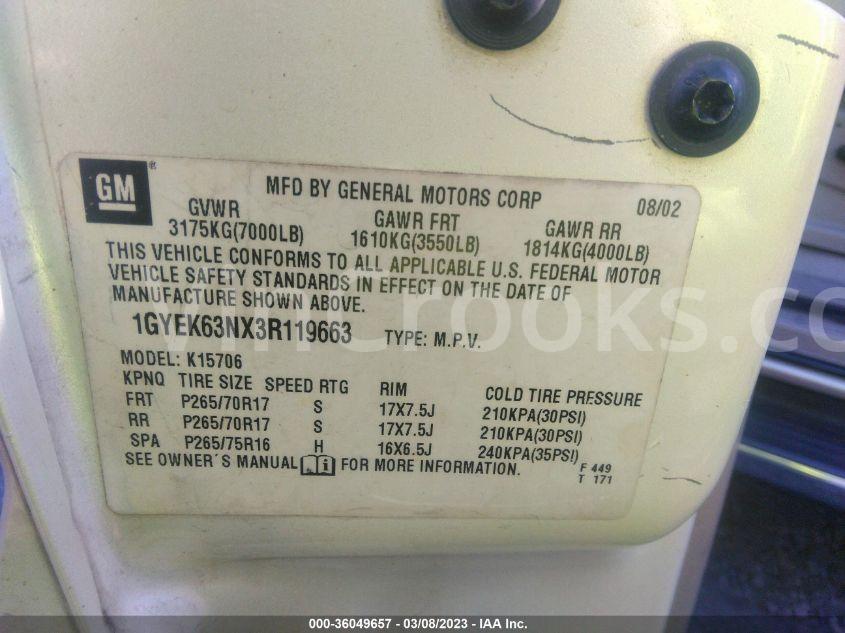 GM®
MFD BY GENERAL MOTORS CORP 08/02
GVWR GAWR FRT GAWR RR
3175KG(7000LB) 1610KG(3550LB) 1814KG(4000LB)
THIS VEHICLE CONFORMS TO ALL APPLICABLE U.S. FEDERAL MOTOR
VEHICLE SAFETY STANDARDS IN EFFECT ON THE DATE OF
MANUFACTURE SHOWN ABOVE.
1GYEK63NX3R119663 TYPE: M.P.V.
MODEL: K15706
KPNQ TIRE SIZE SPEED RTG RIM COLD TIRE PRESSURE
FRT P265/70R17 S 17X7.5J 210KPA(30PSI)
RR P265/70R17 S 17X7.5J 210KPA(30PSI)
SPA P265/75R16 H 16X6.5J 240KPA(35PSI)
SEE OWNER´S MANUAL FOR MORE INFORMATION.
F 449
T 171
000-36049657 - 03/08/2023 - IAA Inc.